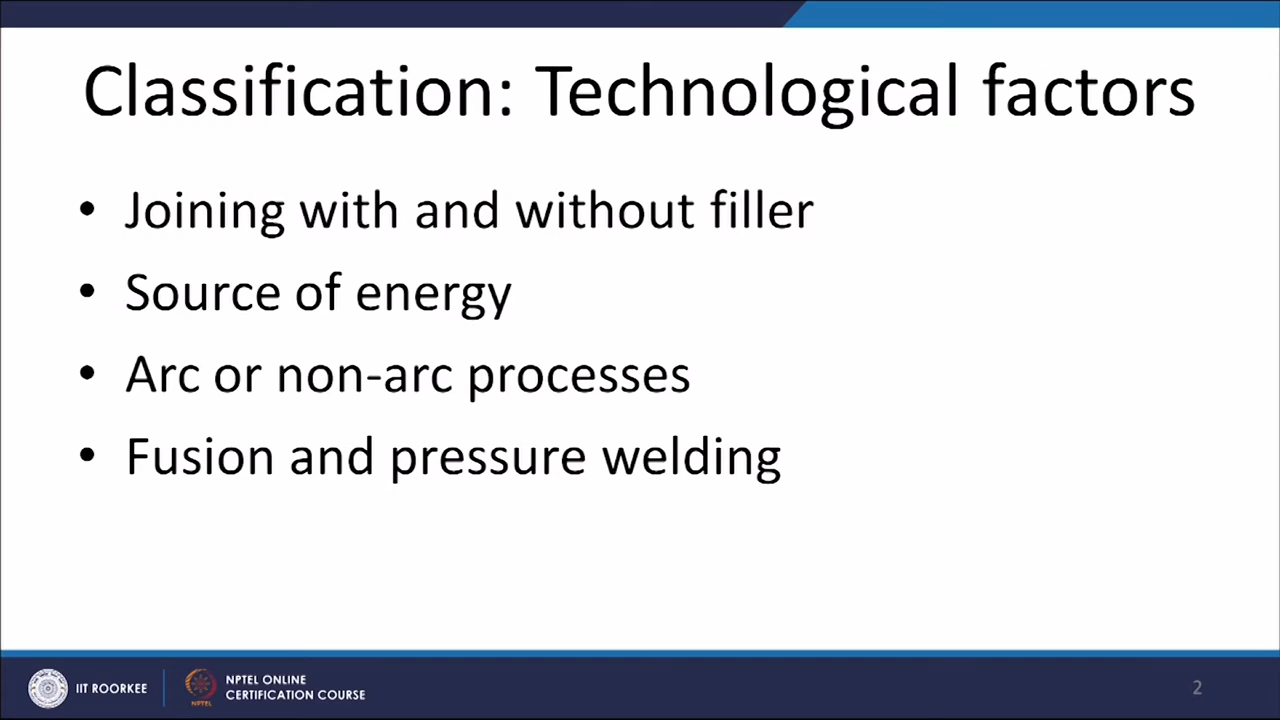 Classification: Technological factors
• Joining with and without filler
• Source of energy
• Arc or non-arc processes
• Fusion and pressure welding
IIT ROORKEE
NPTEL
NPTEL ONLINE
CERTIFICATION COURSE
2